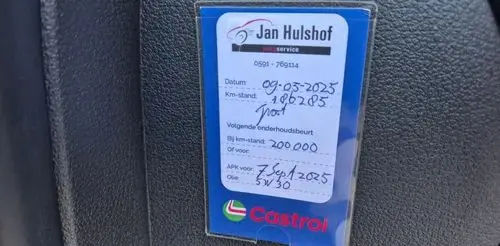 Jan Hulshof
autoservice
0591 - 769114
Datum: 09-05-2025
Km-stand: 186285
Volgende onderhoudsbeurt
Bij km-stand: 200.000
Of voor:
APK voor: 7 Sept 2025
Olie: 5W30
Castrol